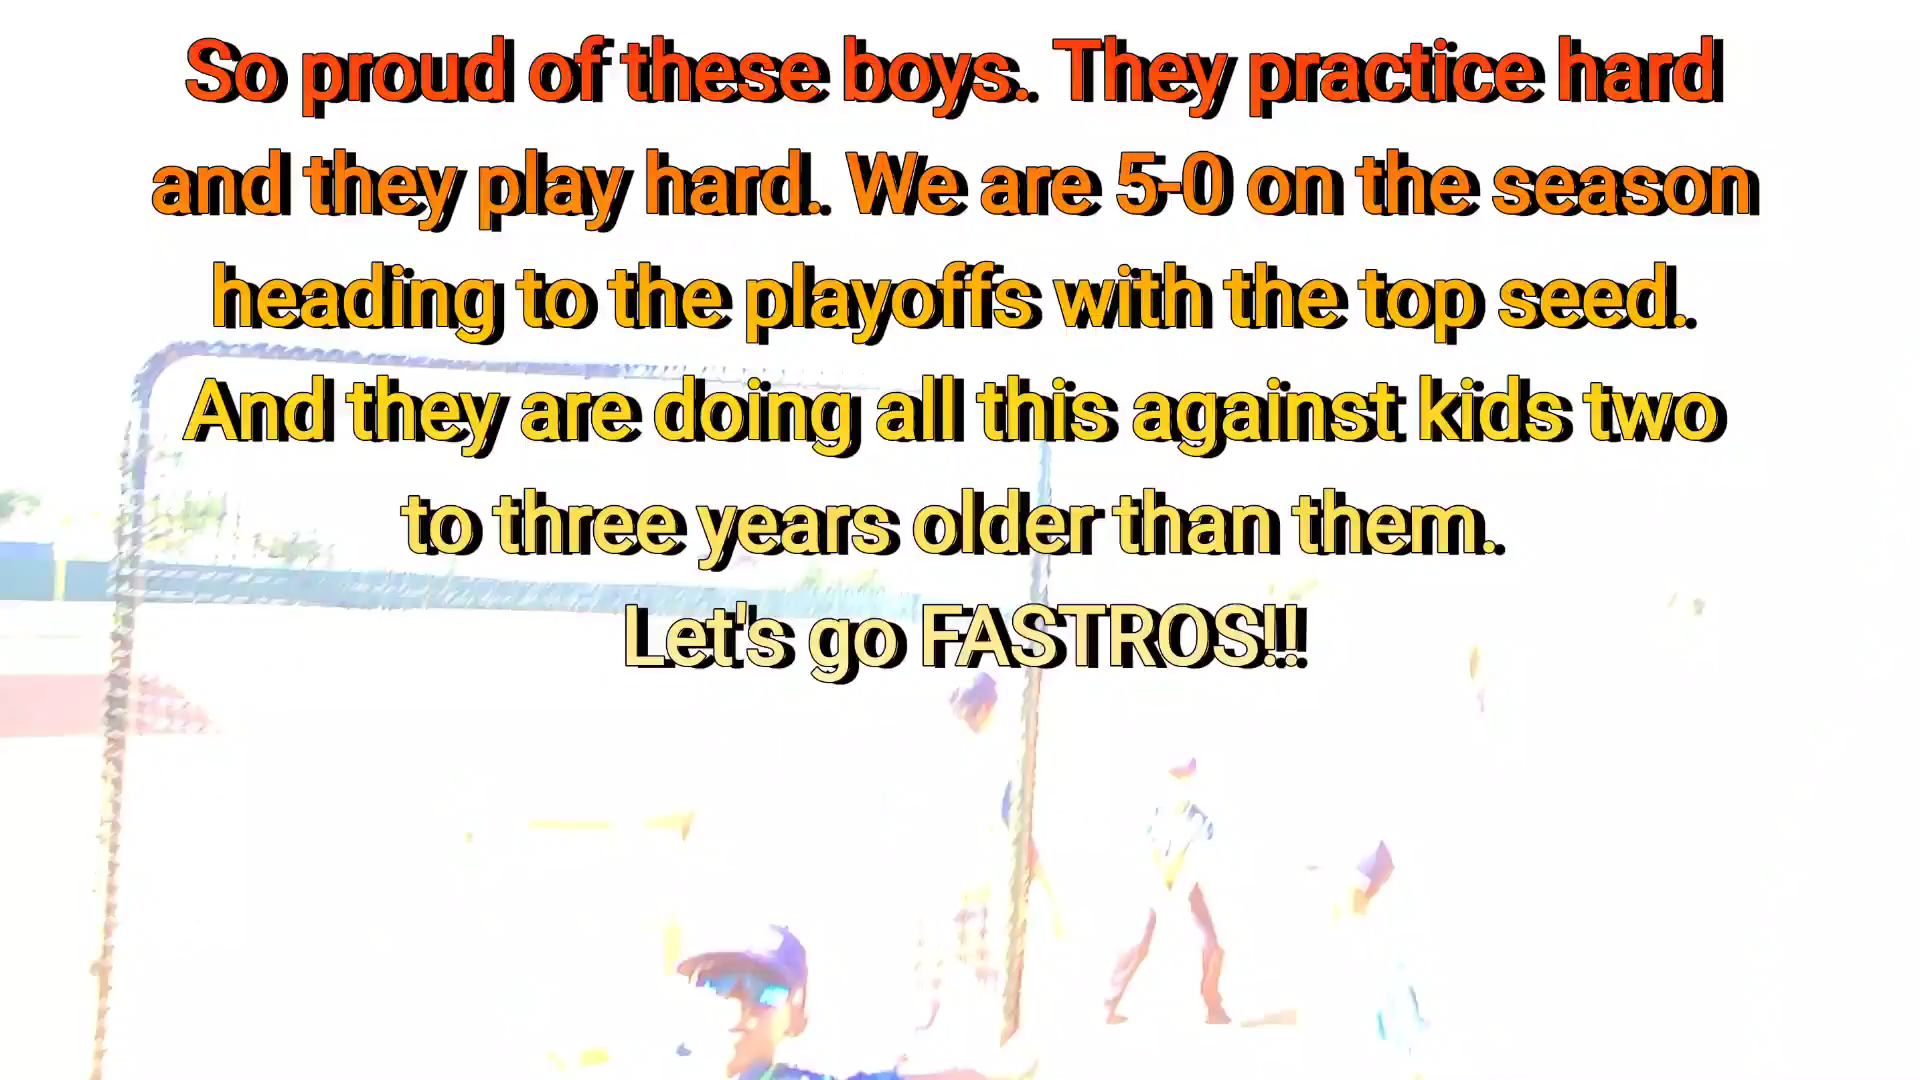 So proud of these boys. They practice hard
and they play hard. We are 5-0 on the season
heading to the playoffs with the top seed.
And they are doing all this against kids two
to three years older than them.
Let's go FASTROS!!